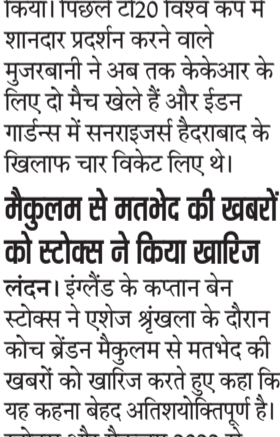 किया। पिछले टी20 विश्व कप में
शानदार प्रदर्शन करने वाले
मुजरबानी ने अब तक केकेआर के
लिए दो मैच खेले हैं और ईडन
गार्डन्स में सनराइजर्स हैदराबाद के
खिलाफ चार विकेट लिए थे।
मैकुलम से मतभेद की खबरों
को स्टोक्स ने किया खारिज
लंदन। इंग्लैंड के कप्तान बेन
स्टोक्स ने एशेज श्रृंखला के दौरान
कोच ब्रेंडन मैकुलम से मतभेद की
खबरों को खारिज करते हुए कहा कि
यह कहना बेहद अतिशयोक्तिपूर्ण है।